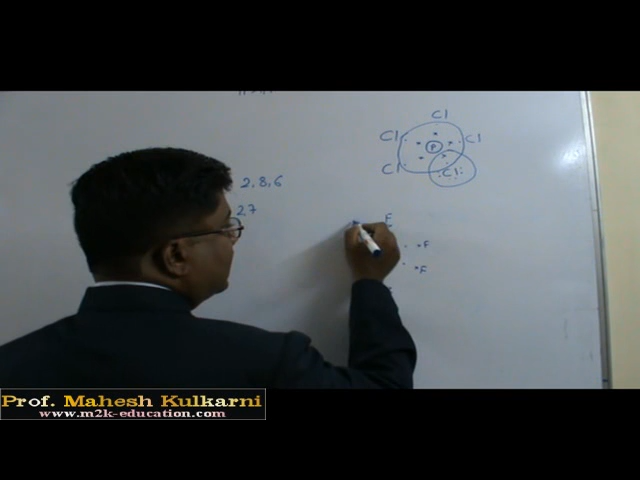 Cl
Cl
Cl
P
Cl
Cl
2,8,6
2,7
F
F
F
Prof. Mahesh Kulkarni
www.m2k-education.com